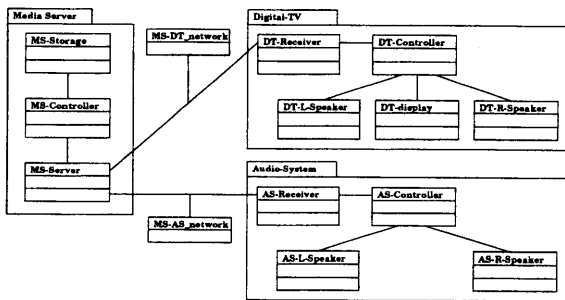 Media Server
MS-Storage
MS-Controller
MS-Server
MS-DT_network
MS-AS_network
Digital-TV
DT-Receiver
DT-Controller
DT-L-Speaker
DT-display
DT-R-Speaker
Audio-System
AS-Receiver
AS-Controller
AS-L-Speaker
AS-R-Speaker